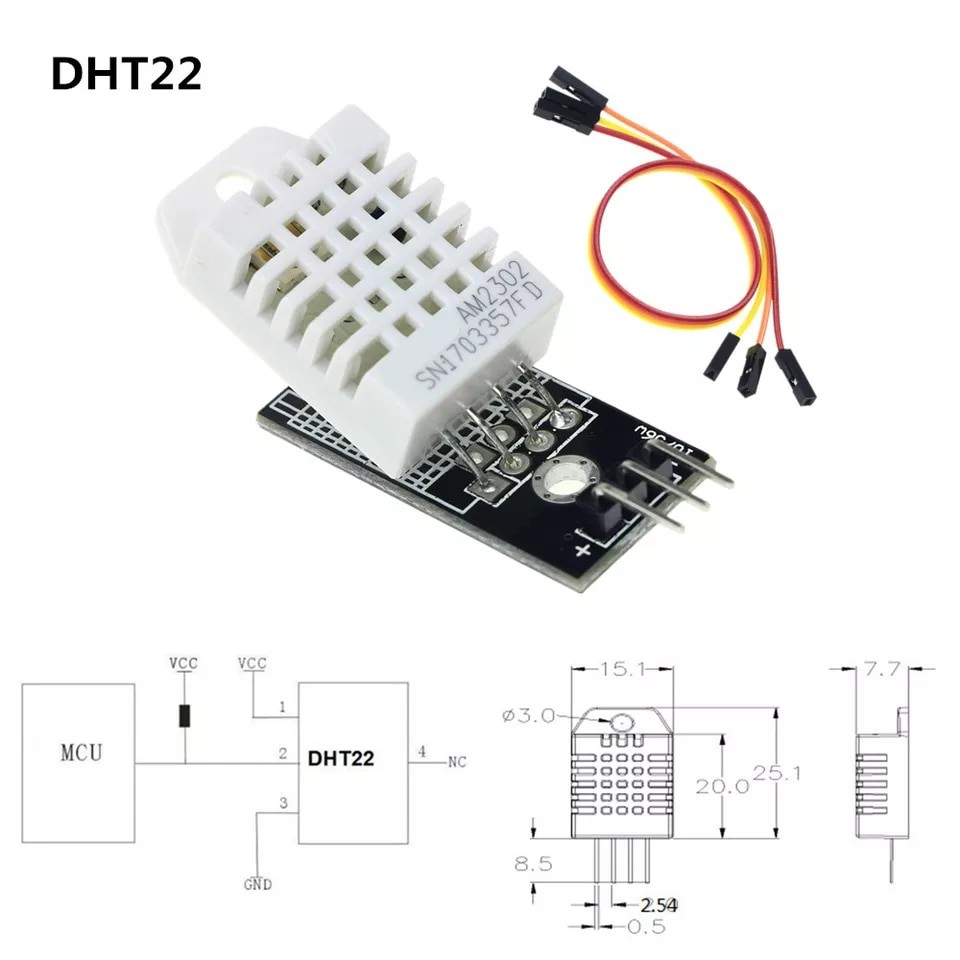 DHT22
AM2302
SN1703357FD
+
VCC
VCC
MCU
1
2
3
DHT22
4
NC
GND
15.1
7.7
ø3.0
20.0
25.1
8.5
2.54
0.5